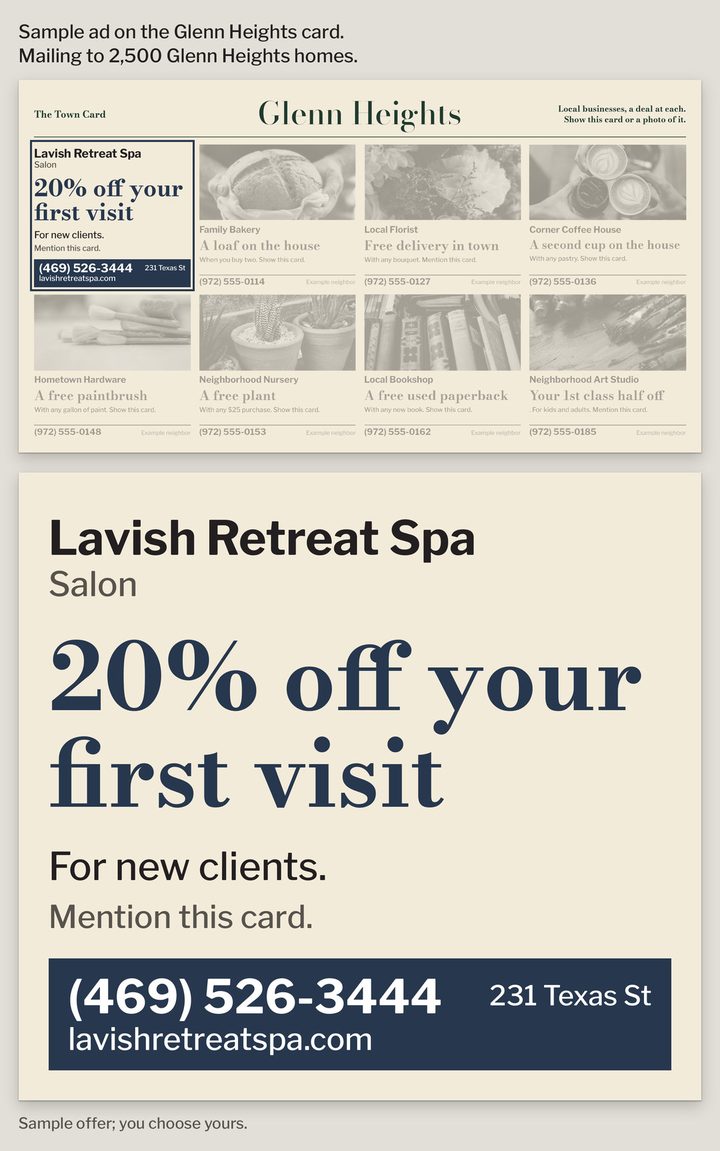 Sample ad on the Glenn Heights card.
Mailing to 2,500 Glenn Heights homes.
The Town Card
Glenn Heights
Local businesses, a deal at each.
Show this card or a photo of it.
Lavish Retreat Spa
Salon
20% off your
first visit
For new clients.
Mention this card.
(469) 526-3444
231 Texas St
lavishretreatspa.com
Family Bakery
A loaf on the house
When you buy two. Show this card.
(972) 555-0114
Example neighbor
Local Florist
Free delivery in town
With any bouquet. Mention this card.
(972) 555-0127
Example neighbor
Corner Coffee House
A second cup on the house
With any pastry. Show this card.
(972) 555-0136
Example neighbor
Hometown Hardware
A free paintbrush
With any gallon of paint. Show this card.
(972) 555-0148
Example neighbor
Neighborhood Nursery
A free plant
With any $25 purchase. Show this card.
(972) 555-0153
Example neighbor
Local Bookshop
A free used paperback
With any new book. Show this card.
(972) 555-0162
Example neighbor
Neighborhood Art Studio
Your 1st class half off
For kids and adults. Mention this card.
(972) 555-0185
Example neighbor
Lavish Retreat Spa
Salon
20% off your
first visit
For new clients.
Mention this card.
(469) 526-3444
231 Texas St
lavishretreatspa.com
Sample offer; you choose yours.